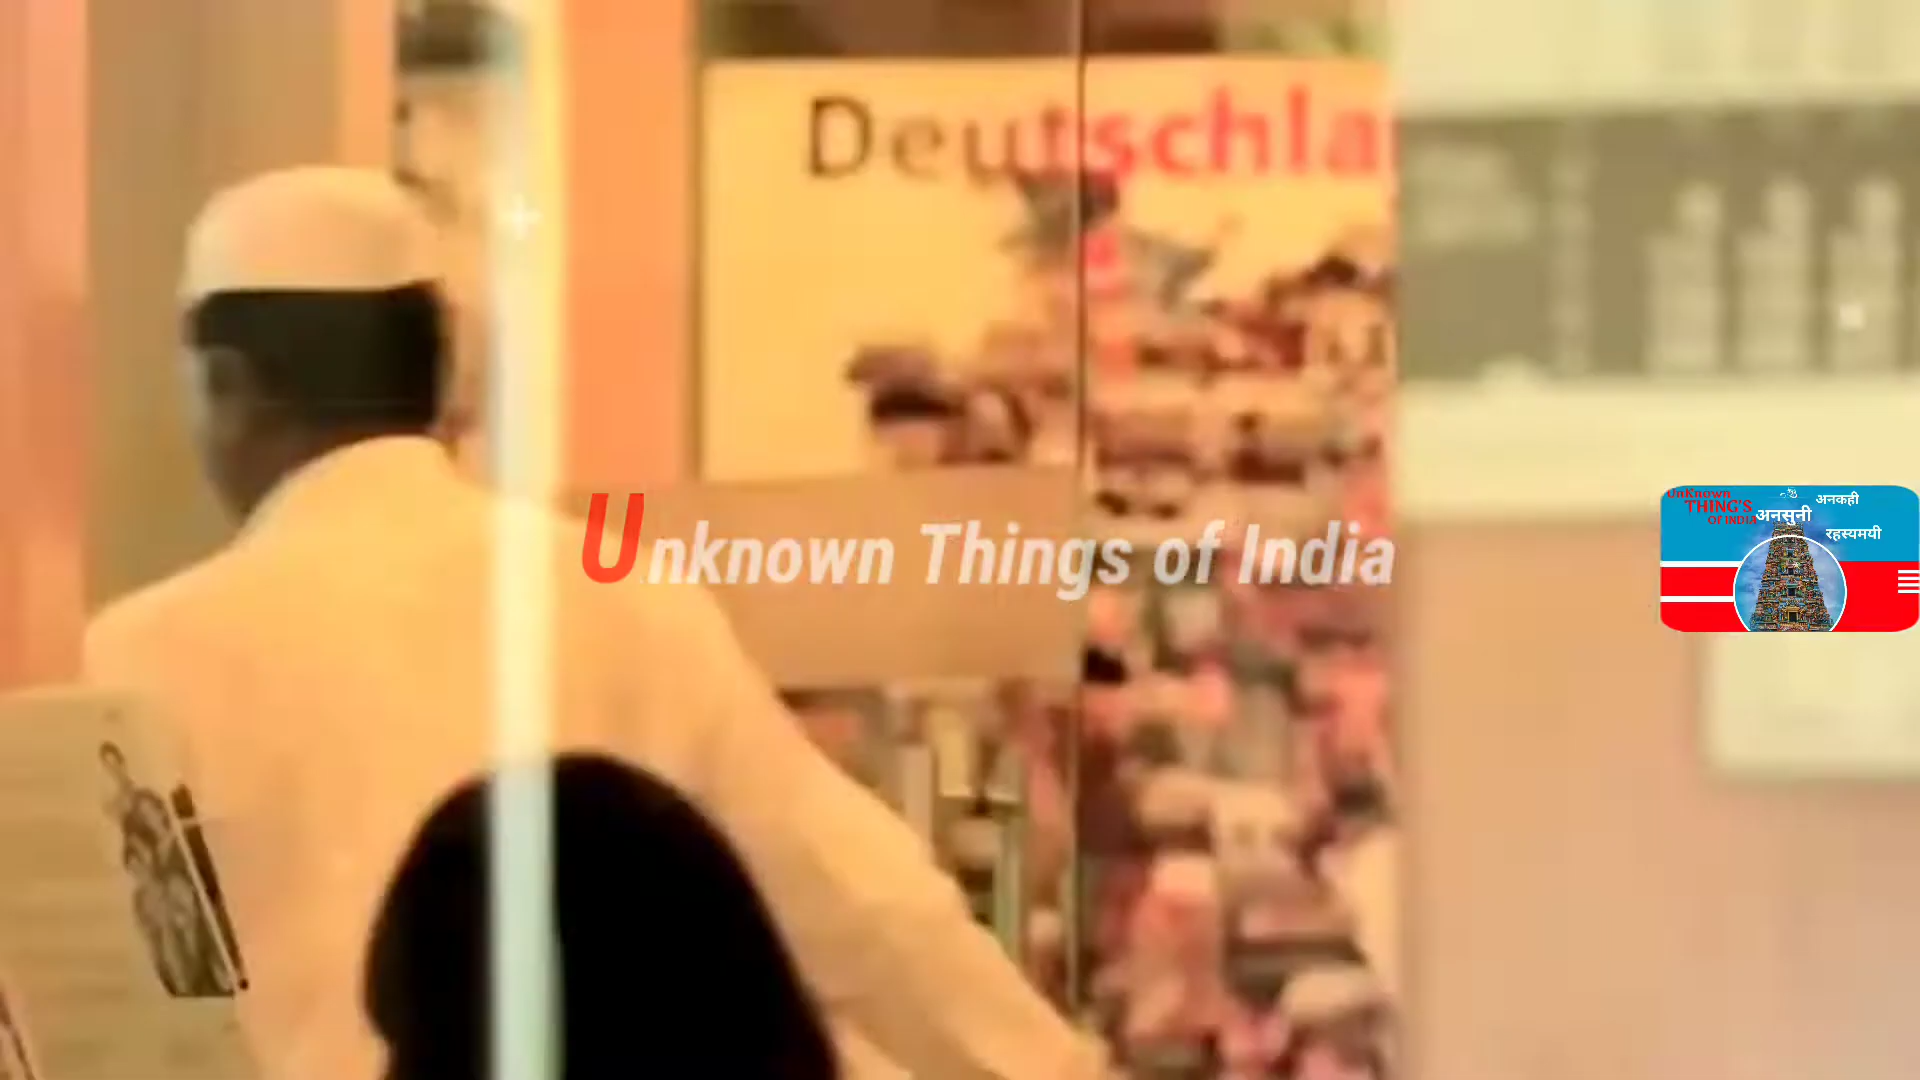 Deutschla
Unknown Things of India
UnKnown
THING'S
OF INDIA
अनकही
अनसुनी
रहस्यमयी